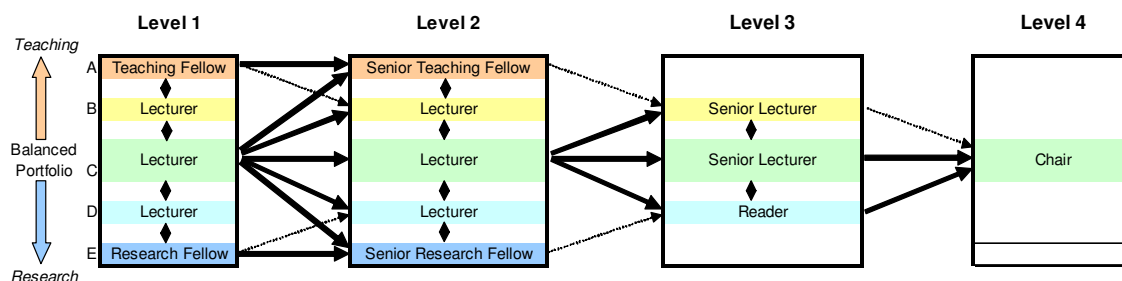 Level 1
Level 2
Level 3
Level 4
Teaching
A
Teaching Fellow
Senior Teaching Fellow
B
Lecturer
Lecturer
Senior Lecturer
Balanced
Portfolio
C
Lecturer
Lecturer
Senior Lecturer
Chair
D
Lecturer
Lecturer
Reader
E
Research Fellow
Senior Research Fellow
Research